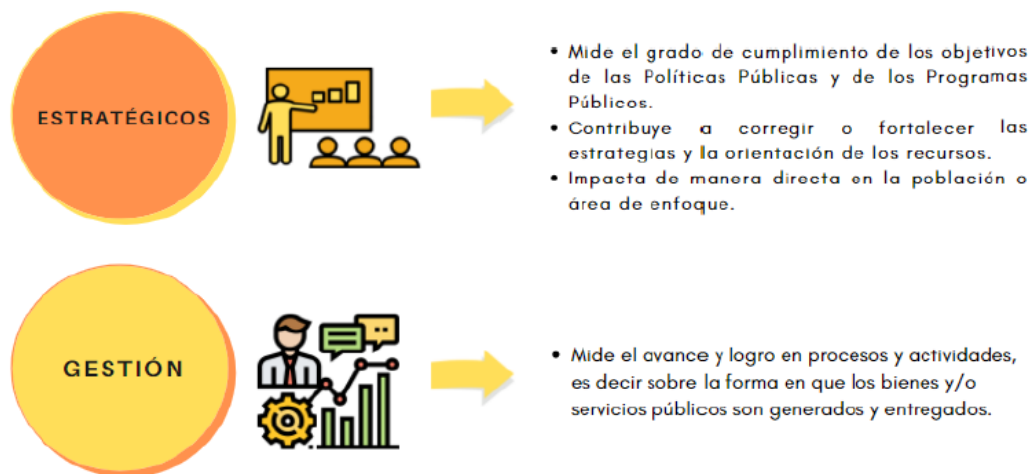 ESTRATÉGICOS
• Mide el grado de cumplimiento de los objetivos
de las Políticas Públicas y de los Programas
Públicos.
• Contribuye a corregir o fortalecer las
estrategias y la orientación de los recursos.
• Impacta de manera directa en la población o
área de enfoque.
GESTIÓN
• Mide el avance y logro en procesos y actividades,
es decir sobre la forma en que los bienes y/o
servicios públicos son generados y entregados.